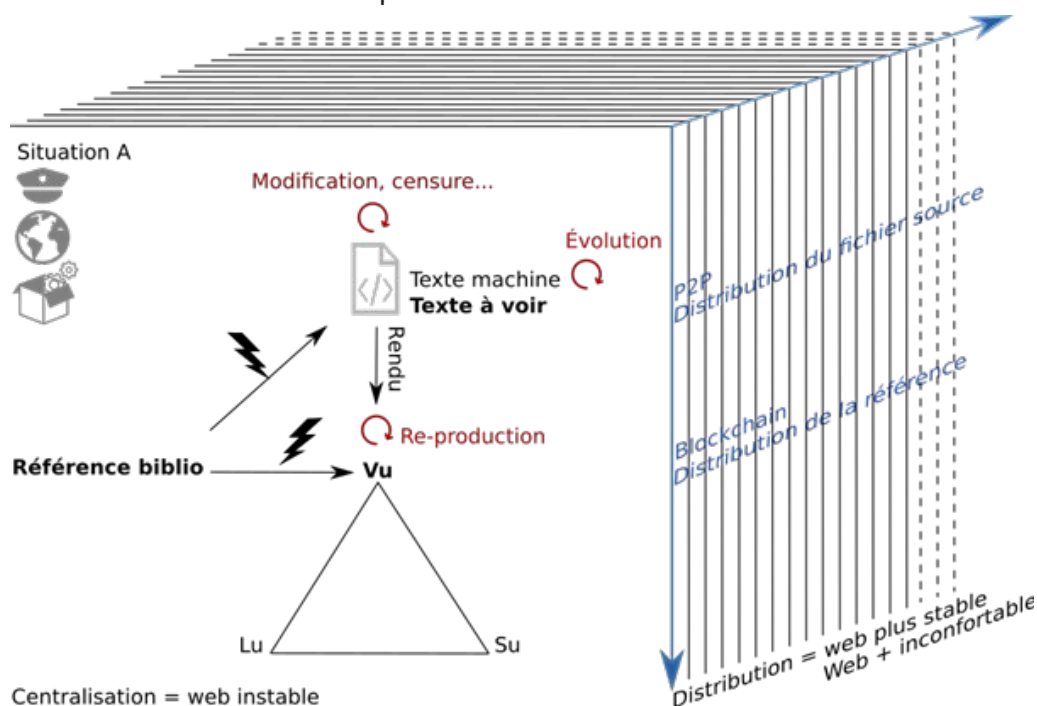 Situation A
Modification, censure...
Évolution
Texte machine
Texte à voir
</>
Rendu
Re-production
Référence biblio
Vu
Lu
Su
Centralisation = web instable
P2P
Distribution du fichier source
Blockchain
Distribution de la référence
Distribution = web plus stable
Web + inconfortable